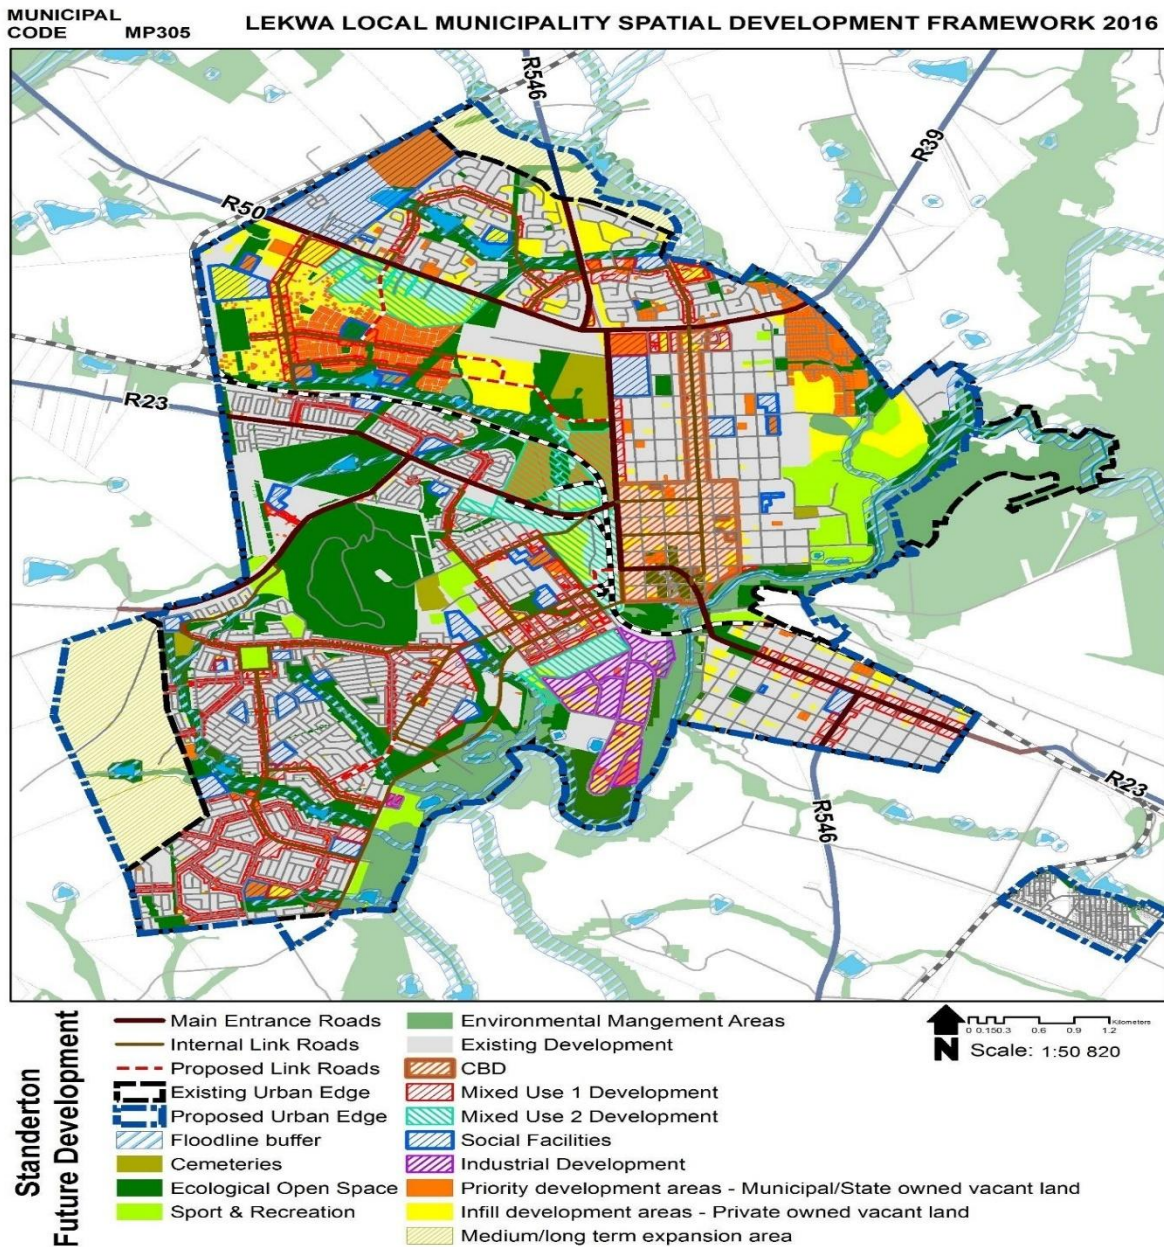 MUNICIPAL
CODE MP305
LEKWA LOCAL MUNICIPALITY SPATIAL DEVELOPMENT FRAMEWORK 2016
R546
R39
R50
R23
R23
R546
Standerton
Future Development
Main Entrance Roads
Internal Link Roads
Proposed Link Roads
Existing Urban Edge
Proposed Urban Edge
Floodline buffer
Cemeteries
Ecological Open Space
Sport & Recreation
Environmental Mangement Areas
Existing Development
CBD
Mixed Use 1 Development
Mixed Use 2 Development
Social Facilities
Industrial Development
Priority development areas - Municipal/State owned vacant land
Infill development areas - Private owned vacant land
Medium/long term expansion area
Kilometers
0 0.15 0.3 0.6 0.9 1.2
N Scale: 1:50 820